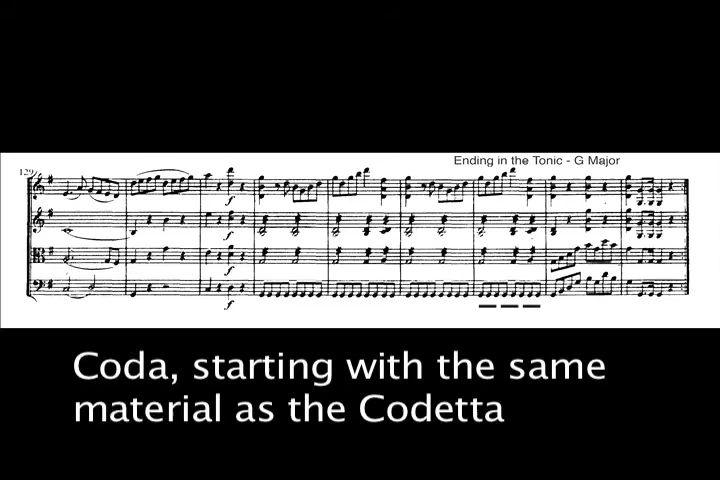 Ending in the Tonic - G Major
129
f
f
f
Coda, starting with the same
material as the Codetta